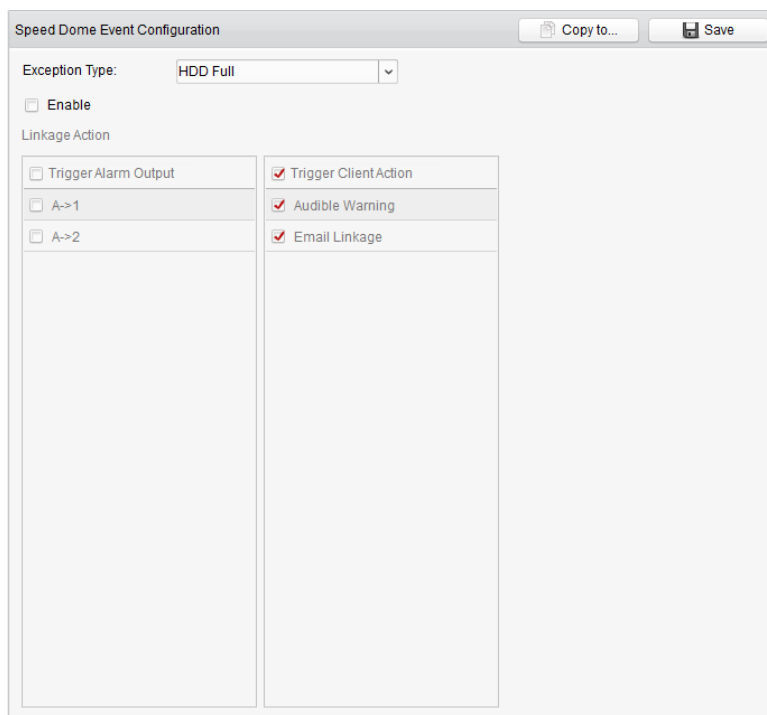 Speed Dome Event Configuration
Copy to...
Save
Exception Type:
HDD Full
Enable
Linkage Action
Trigger Alarm Output
Trigger Client Action
A->1
Audible Warning
A->2
Email Linkage